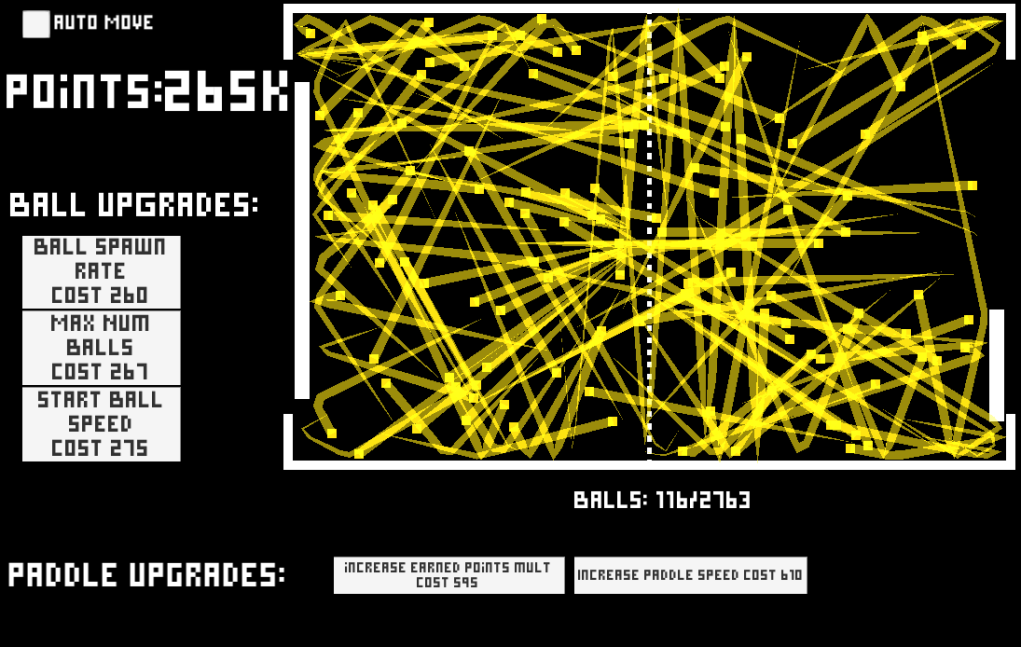 AUTO MOVE
POiNTS:265K
BALL UPGRADES:
BALL SPAWN
RATE
COST 260
MAX NUM
BALLS
COST 267
START BALL
SPEED
COST 275
BALLS: 116/2763
PADDLE UPGRADES:
iNCREASE EARNED POiNTS MULT
COST 595
iNCREASE PADDLE SPEED COST 610